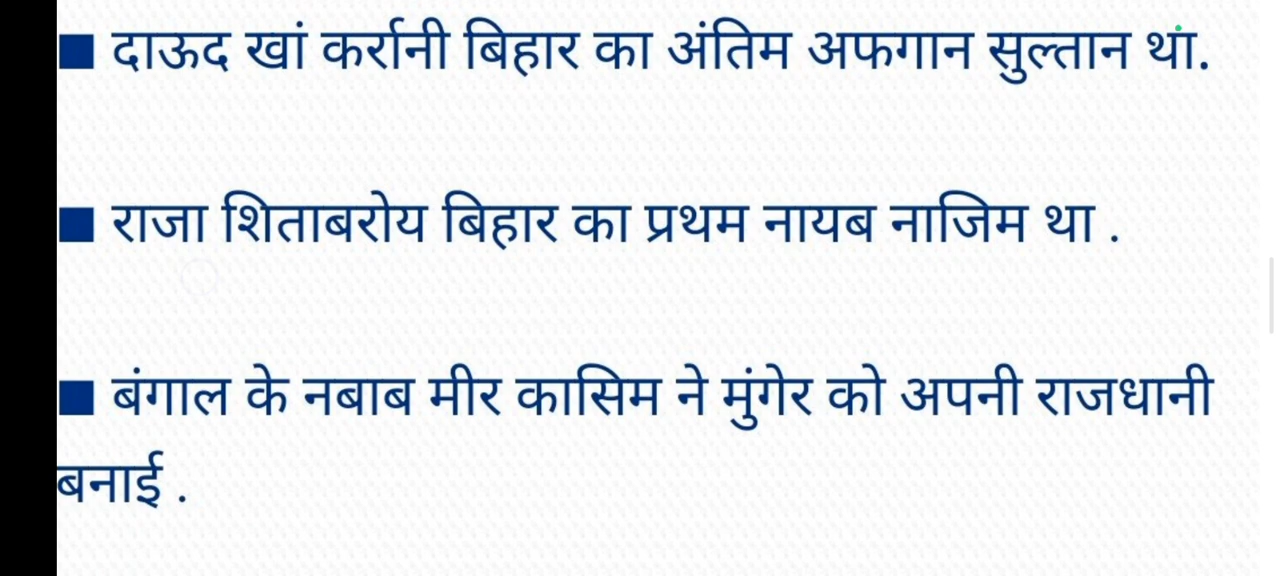 ■ दाऊद खां कर्रानी बिहार का अंतिम अफगान सुल्तान था.
■ राजा शिताबरोय बिहार का प्रथम नायब नाजिम था .
■ बंगाल के नबाब मीर कासिम ने मुंगेर को अपनी राजधानी
बनाई .